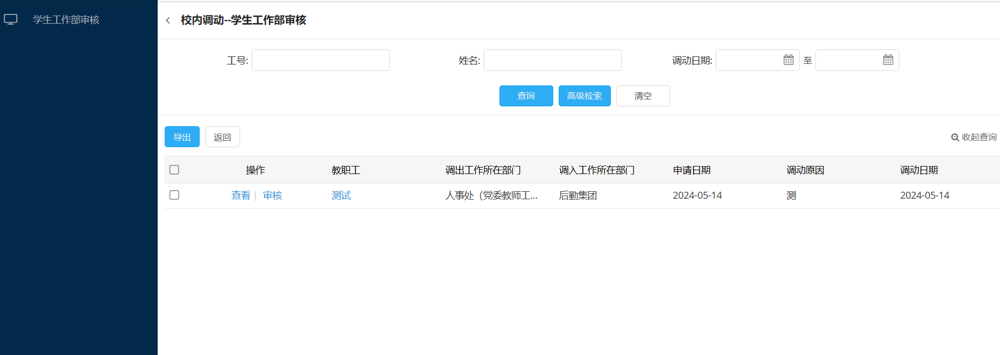 学生工作部审核
校内调动--学生工作部审核
工号: 姓名: 调动日期: 至
查询 高级检索 清空
导出 返回 收起查询
操作 教职工 调出工作所在部门 调入工作所在部门 申请日期 调动原因 调动日期
查看 | 审核 测试 人事处（党委教师工... 后勤集团 2024-05-14 测 2024-05-14